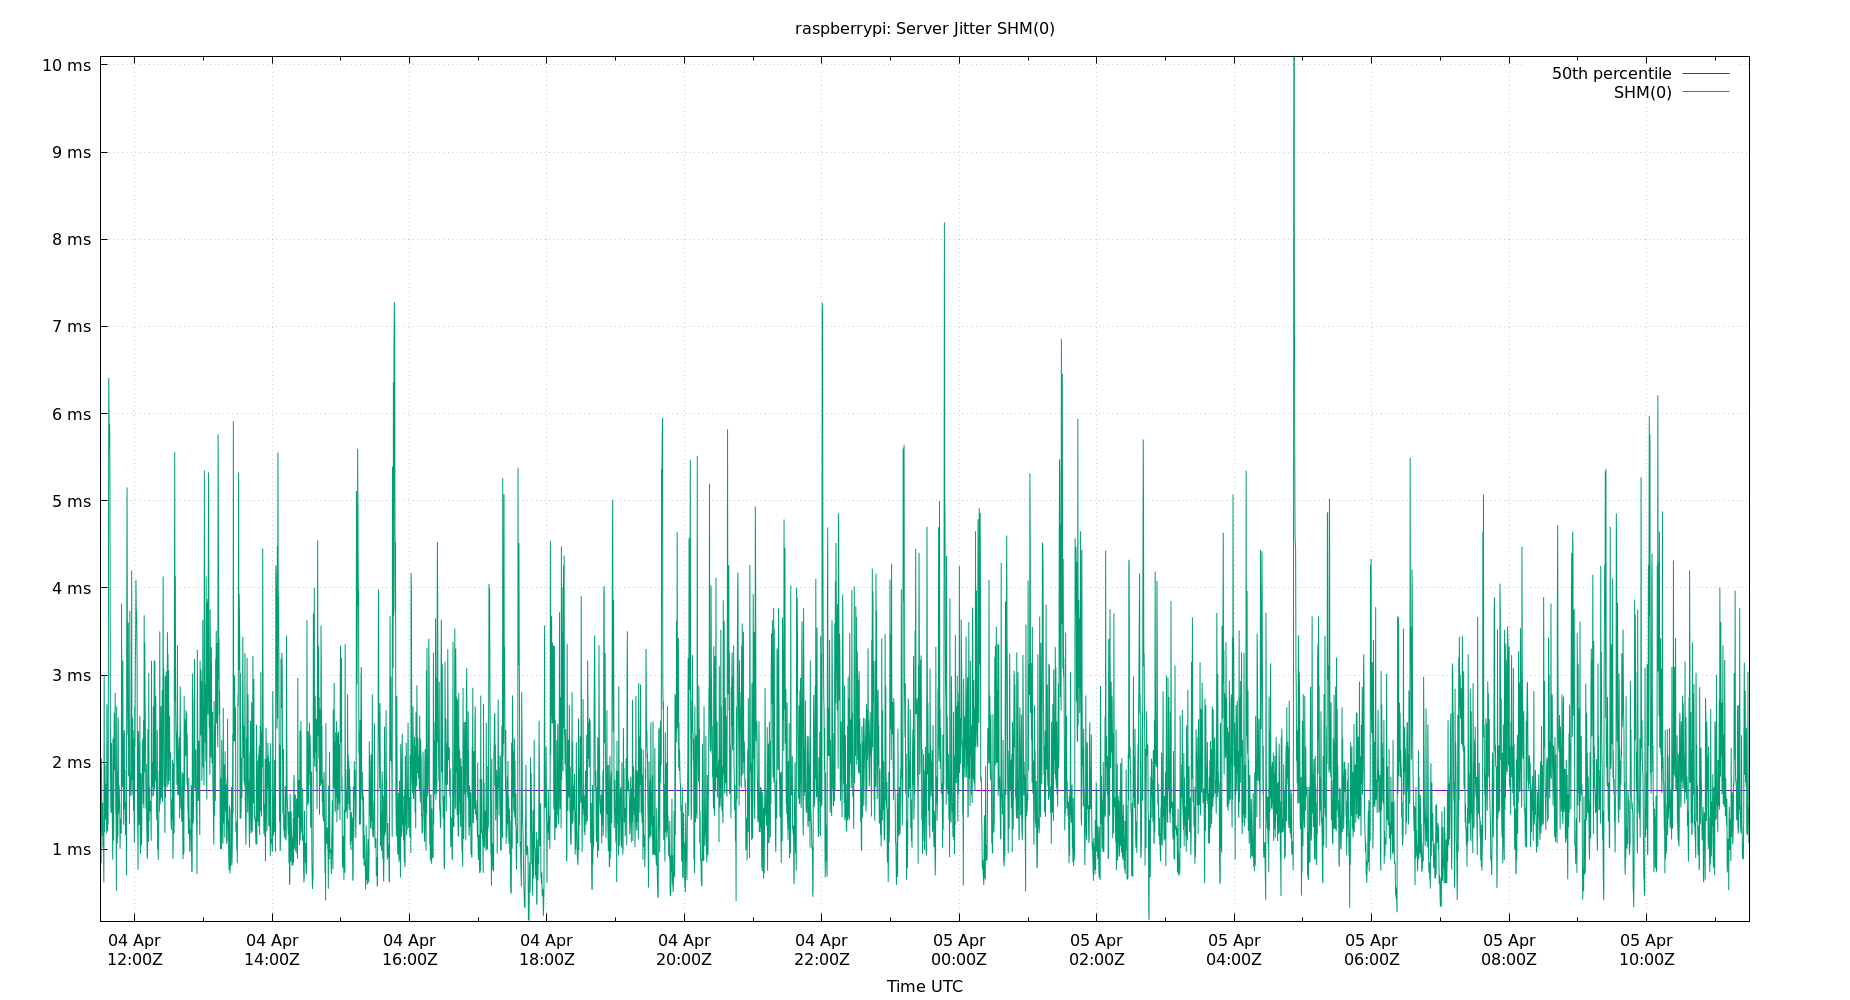 raspberrypi: Server Jitter SHM(0)
10 ms
9 ms
8 ms
7 ms
6 ms
5 ms
4 ms
3 ms
2 ms
1 ms
50th percentile
SHM(0)
04 Apr 04 Apr 04 Apr 04 Apr 04 Apr 04 Apr 05 Apr 05 Apr 05 Apr 05 Apr 05 Apr 05 Apr
12:00Z 14:00Z 16:00Z 18:00Z 20:00Z 22:00Z 00:00Z 02:00Z 04:00Z 06:00Z 08:00Z 10:00Z
Time UTC